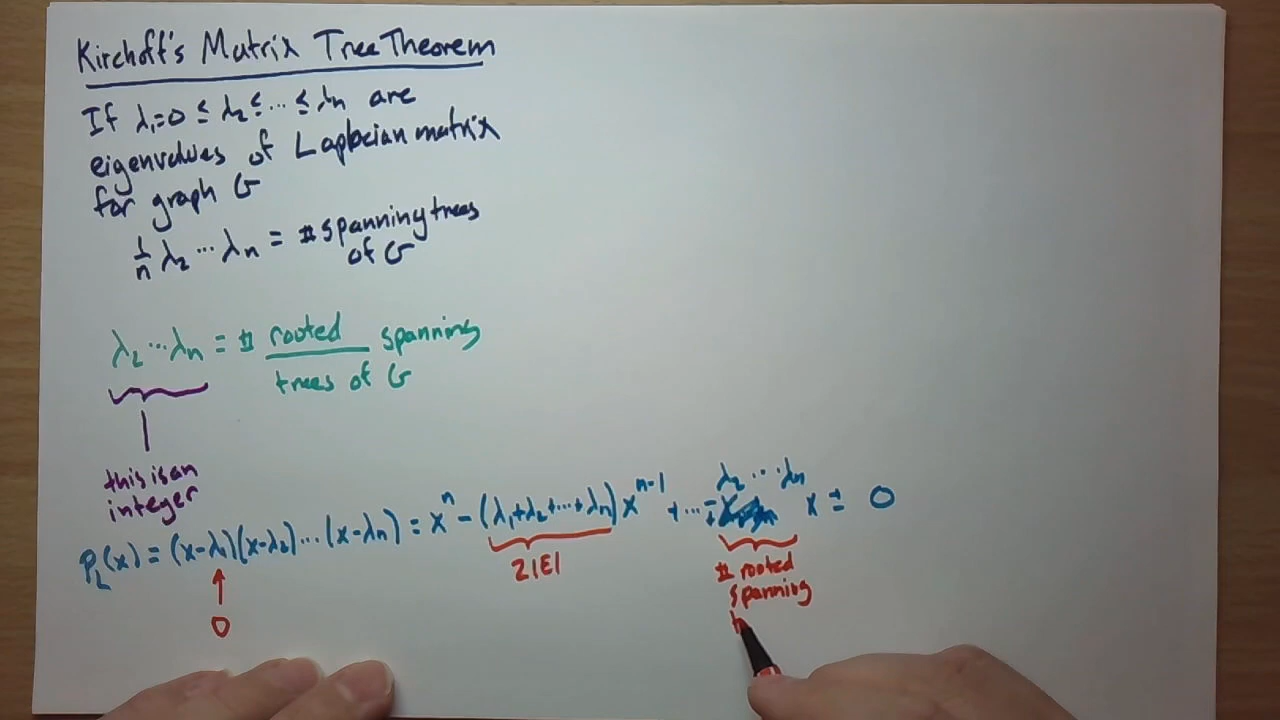 Kirchoff's Matrix Tree Theorem
If λ₁=0 ≤ λ₂ ≤ ... ≤ λn are
eigenvalues of Laplacian matrix
for graph G
1/n λ₂ ... λn = # spanning trees
of G
λ₂ ... λn = # rooted spanning
trees of G
this is an
integer
λ₂ ... λn
P_L(x) = (x-λ₁)(x-λ₂)...(x-λn) = xⁿ - (λ₁+λ₂+...+λn)xⁿ⁻¹ + ... ∓ x ± 0
2|E|
# rooted
spanning
0